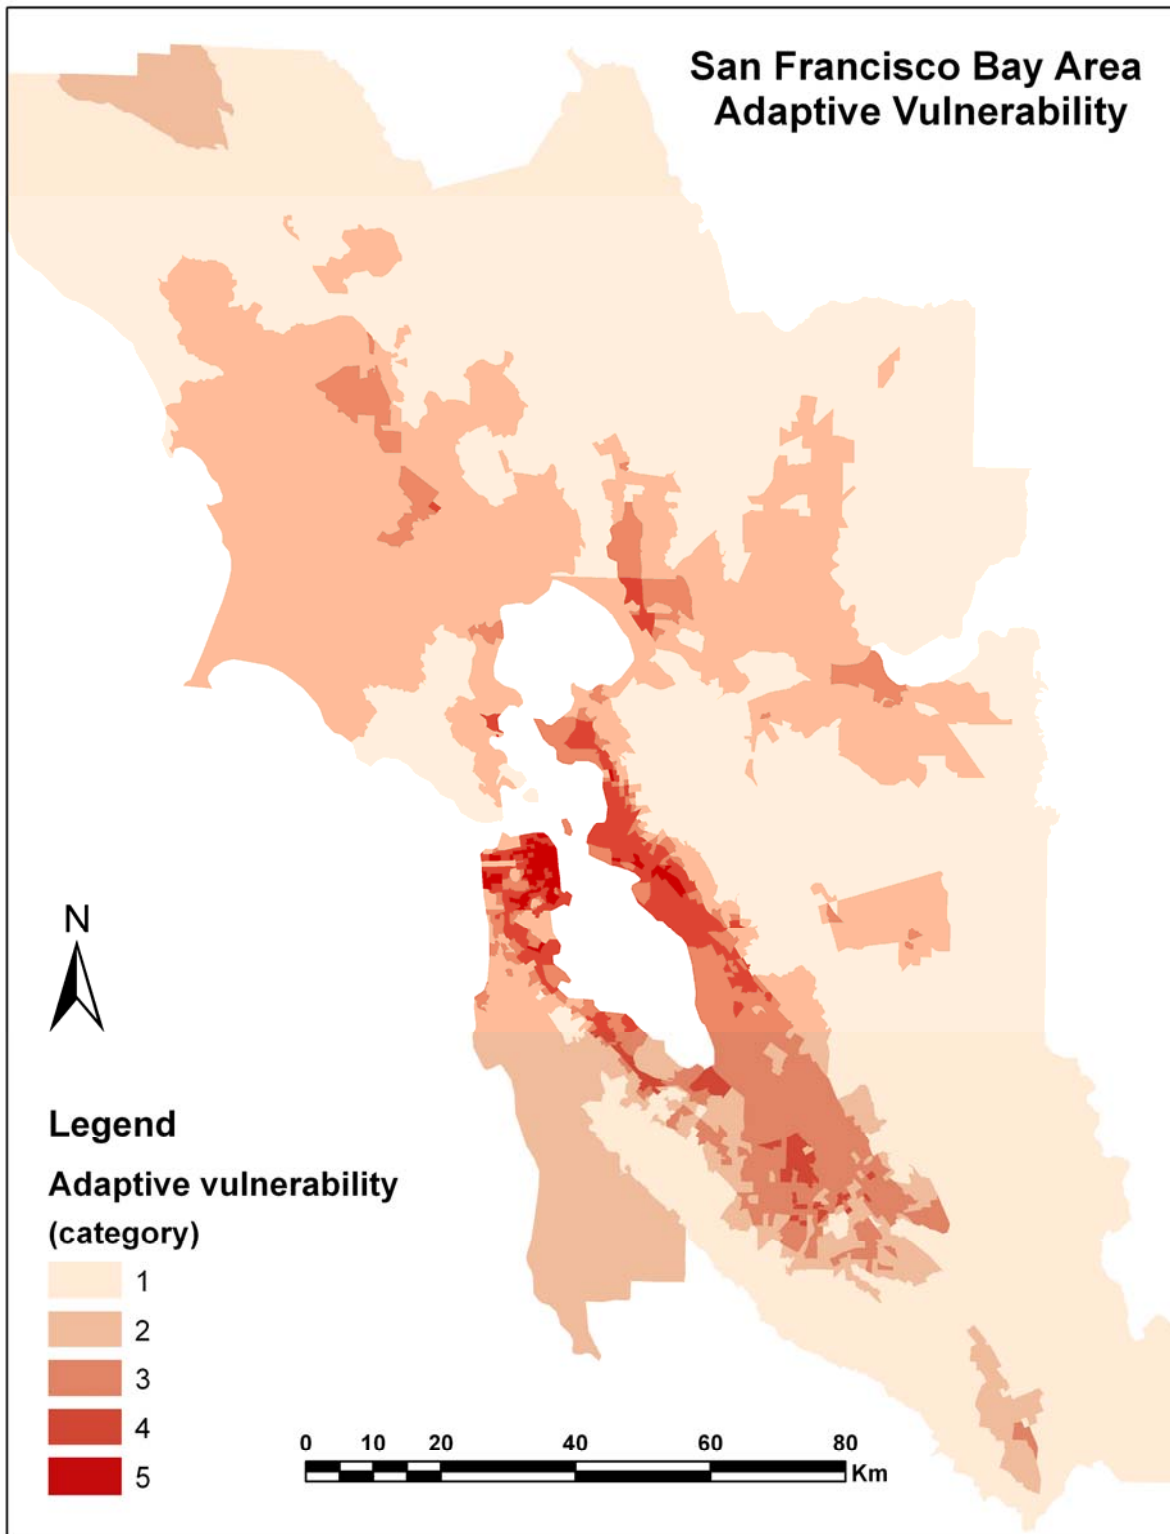 San Francisco Bay Area
Adaptive Vulnerability
N
Legend
Adaptive vulnerability
(category)
1
2
3
4
5
0 10 20 40 60 80
Km